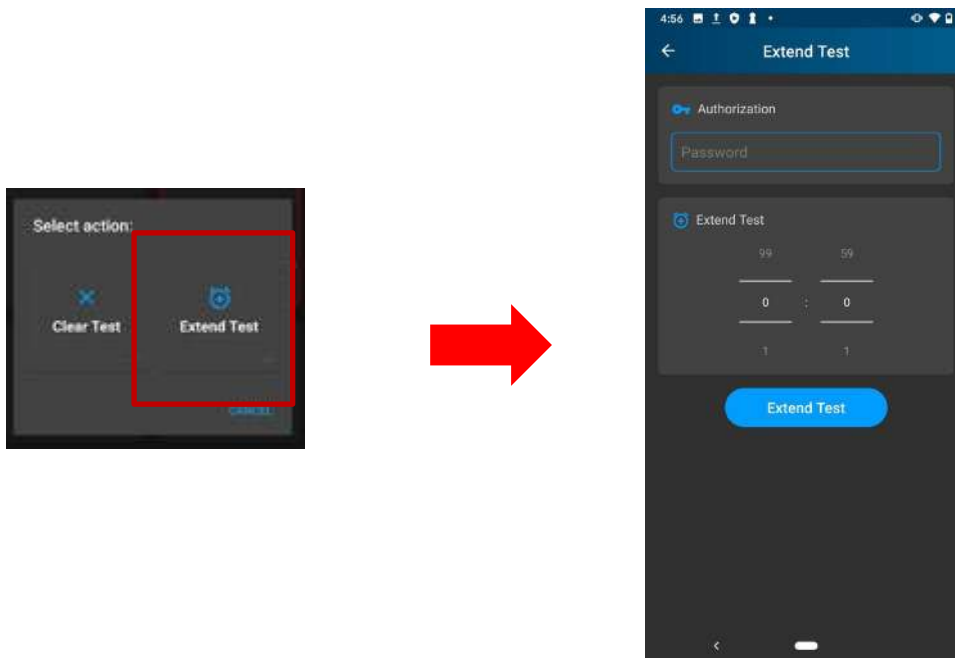 Select action:
Clear Test
Extend Test
CANCEL
4:56
Extend Test
Authorization
Password
Extend Test
99 59
0 : 0
1 1
Extend Test